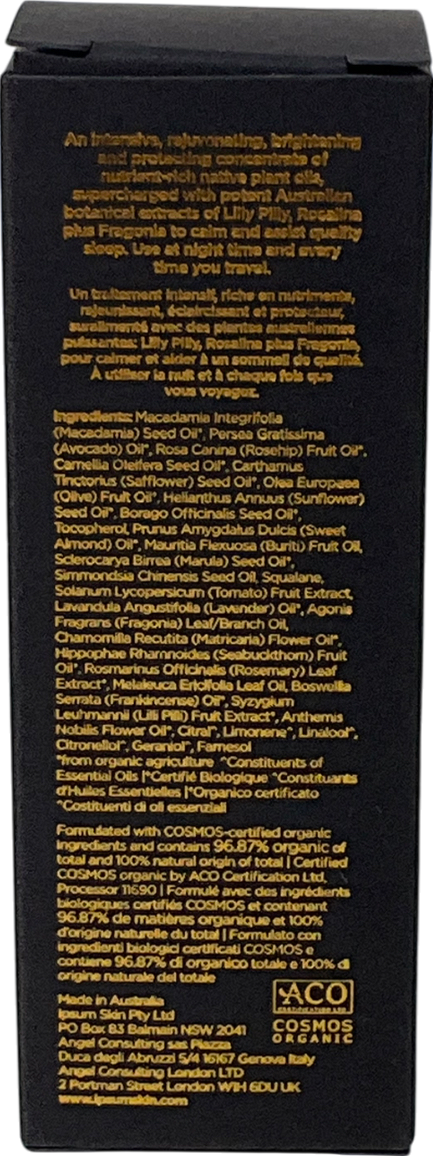 An intensive, rejuvenating, brightening
and protecting concentrate of
nutrient-rich native plant oils,
supercharged with potent Australian
botanical extracts of Lilly Pilly, Rosalina
plus Fragonia to calm and assist quality
sleep. Use at night time and every
time you travel.
Un traitement intensif, riche en nutriments,
rajeunissant, éclaircissant et protecteur,
suralimenté avec des plantes australiennes
puissantes: Lilly Pilly, Rosalina plus Fragonia,
pour calmer et aider à un sommeil de qualité.
À utiliser la nuit et à chaque fois que
vous voyagez.
Ingredients: Macadamia Integrifolia
(Macadamia) Seed Oil*, Persea Gratissima
(Avocado) Oil*, Rosa Canina (Rosehip) Fruit Oil*,
Camellia Oleifera Seed Oil*, Carthamus
Tinctorius (Safflower) Seed Oil*, Olea Europaea
(Olive) Fruit Oil*, Helianthus Annuus (Sunflower)
Seed Oil*, Borago Officinalis Seed Oil*,
Tocopherol, Prunus Amygdalus Dulcis (Sweet
Almond) Oil*, Mauritia Flexuosa (Buriti) Fruit Oil,
Sclerocarya Birrea (Marula) Seed Oil*,
Simmondsia Chinensis Seed Oil, Squalane,
Solanum Lycopersicum (Tomato) Fruit Extract,
Lavandula Angustifolia (Lavender) Oil*, Agonis
Fragrans (Fragonia) Leaf/Branch Oil,
Chamomilla Recutita (Matricaria) Flower Oil*,
Hippophae Rhamnoides (Seabuckthorn) Fruit
Oil*, Rosmarinus Officinalis (Rosemary) Leaf
Extract*, Melaleuca Ericifolia Leaf Oil, Boswellia
Serrata (Frankincense) Oil*, Syzygium
Leuhmannii (Lilli Pilli) Fruit Extract*, Anthemis
Nobilis Flower Oil*, Citral^, Limonene^, Linalool^,
Citronellol^, Geraniol^, Farnesol
*from organic agriculture ^Constituents of
Essential Oils |*Certifié Biologique ^Constituants
d'Huiles Essentielles |*Organico certificato
^Costituenti di oli essenziali
Formulated with COSMOS-certified organic
ingredients and contains 96.87% organic of
total and 100% natural origin of total | Certified
COSMOS organic by ACO Certification Ltd,
Processor 11690 | Formulé avec des ingrédients
biologiques certifiés COSMOS et contenant
96.87% de matières organique et 100%
d'origine naturelle du total | Formulato con
ingredienti biologici certificati COSMOS e
contiene 96.87% di organico totale e 100% di
origine naturale del totale
Made in Australia
Ipsum Skin Pty Ltd
PO Box 83 Balmain NSW 2041
Angel Consulting sas Piazza
Duca degli Abruzzi 5/4 16167 Genova Italy
Angel Consulting London LTD
2 Portman Street London W1H 6DU UK
www.ipsumskin.com
ACO
CERTIFICATION LTD
COSMOS
ORGANIC